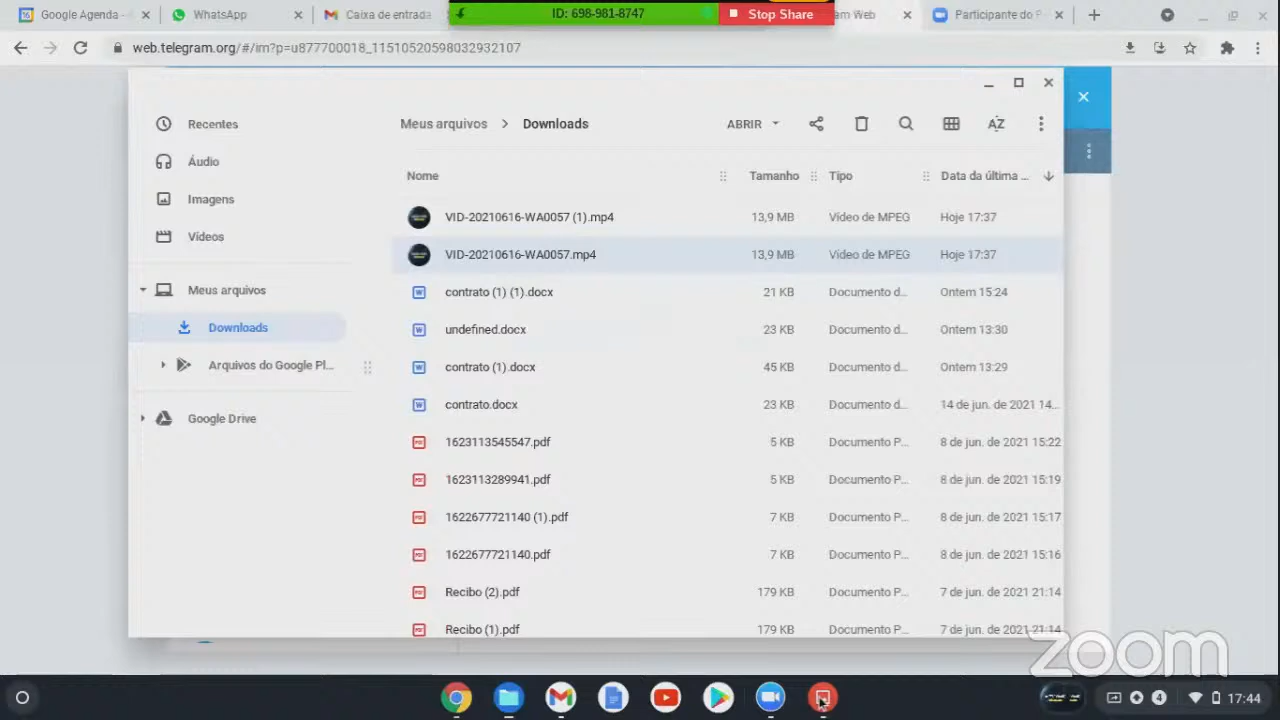 Google Agenda -
WhatsApp
Caixa de entrada
ID: 698-981-8747
Stop Share
am Web
Participante do P
web.telegram.org/#/im?p=u877700018_11510520598032932107
Meus arquivos > Downloads
ABRIR
AZ
Recentes
Áudio
Imagens
Vídeos
Meus arquivos
Downloads
Arquivos do Google Pl...
Google Drive
Nome Tamanho Tipo Data da última ...
VID-20210616-WA0057 (1).mp4 13,9 MB Vídeo de MPEG Hoje 17:37
VID-20210616-WA0057.mp4 13,9 MB Vídeo de MPEG Hoje 17:37
contrato (1) (1).docx 21 KB Documento d... Ontem 15:24
undefined.docx 23 KB Documento d... Ontem 13:30
contrato (1).docx 45 KB Documento d... Ontem 13:29
contrato.docx 23 KB Documento d... 14 de jun. de 2021 14...
1623113545547.pdf 5 KB Documento P... 8 de jun. de 2021 15:22
1623113289941.pdf 5 KB Documento P... 8 de jun. de 2021 15:19
1622677721140 (1).pdf 7 KB Documento P... 8 de jun. de 2021 15:17
1622677721140.pdf 7 KB Documento P... 8 de jun. de 2021 15:16
Recibo (2).pdf 179 KB Documento P... 7 de jun. de 2021 21:14
Recibo (1).pdf 179 KB Documento P... 7 de jun. de 2021 21:14
zoom
4
17:44